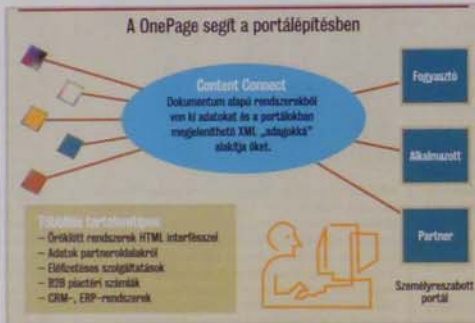 A OnePage segít a portálépítésben
Content Connect
Dokumentum alapú rendszerekből
von ki adatokat és a portálokban
megjeleníthető XML „adagokká”
alakítja őket.
Fogyasztó
Alkalmazott
Partner
Személyreszabott
portál
– Öröklött rendszerek HTML interfésszel
– Adatok partneroldalakról
– Előfizetéses szolgáltatások
– B2B piactéri számlák
– CRM-, ERP-rendszerek